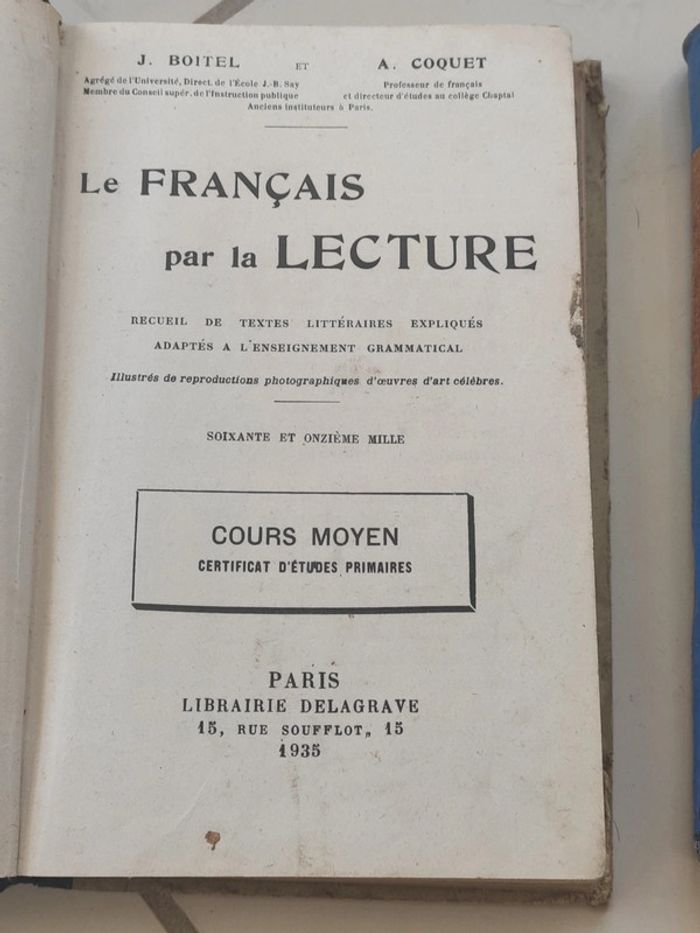 J. BOITEL ET A. COQUET
Agrégé de l'Université, Direct. de l'École J.-B. Say
Membre du Conseil supér. de l'Instruction publique
Professeur de français
et directeur d'études au collège Chaptal
Anciens instituteurs à Paris.
Le FRANÇAIS
par la LECTURE
RECUEIL DE TEXTES LITTÉRAIRES EXPLIQUÉS
ADAPTÉS A L'ENSEIGNEMENT GRAMMATICAL
Illustrés de reproductions photographiques d'œuvres d'art célèbres.
SOIXANTE ET ONZIÈME MILLE
COURS MOYEN
CERTIFICAT D'ÉTUDES PRIMAIRES
PARIS
LIBRAIRIE DELAGRAVE
15, RUE SOUFFLOT, 15
1935